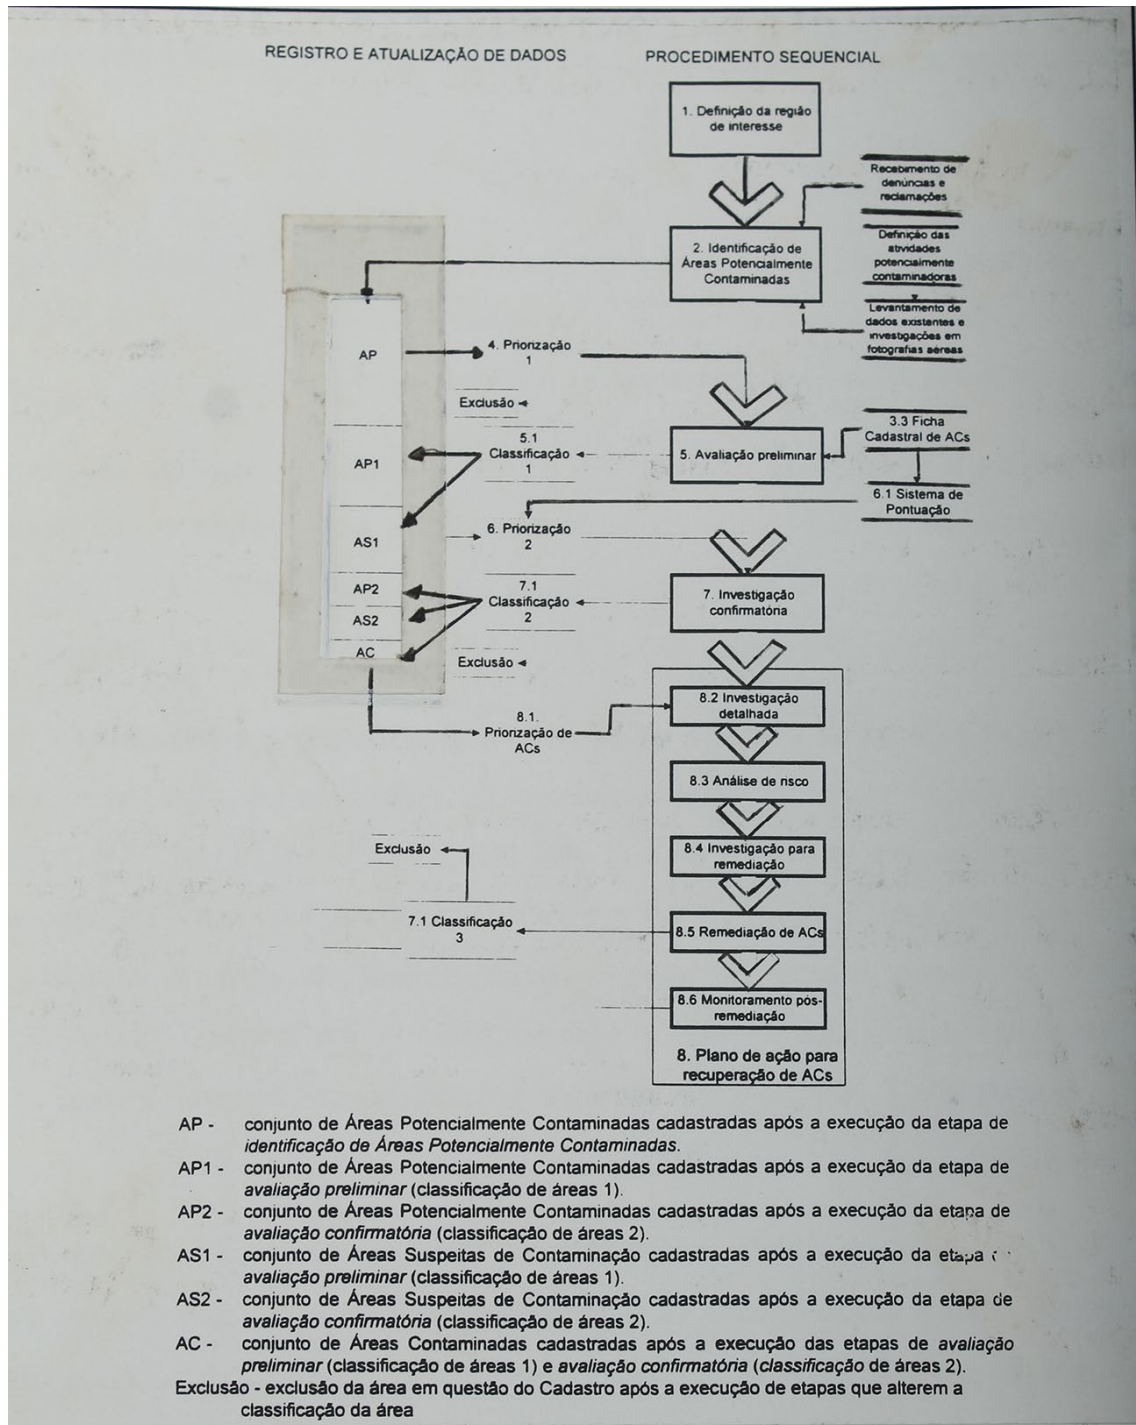 REGISTRO E ATUALIZAÇÃO DE DADOS
PROCEDIMENTO SEQUENCIAL
1. Definição da região
de interesse
Recebimento de
denúncias e
reclamações
2. Identificação de
Áreas Potencialmente
Contaminadas
Definição das
atividades
potencialmente
contaminadoras
Levantamento de
dados existentes e
investigações em
fotografias aéreas
AP
4. Priorização
1
Exclusão
3.3 Ficha
Cadastral de ACs
5.1
Classificação
1
5. Avaliação preliminar
AP1
6.1 Sistema de
Pontuação
6. Priorização
2
AS1
7.1
Classificação
2
7. Investigação
confirmatória
AP2
AS2
AC
Exclusão
8.2 Investigação
detalhada
8.1.
Priorização de
ACs
8.3 Análise de risco
8.4 Investigação para
remediação
Exclusão
7.1 Classificação
3
8.5 Remediação de ACs
8.6 Monitoramento pós-
remediação
8. Plano de ação para
recuperação de ACs
AP - conjunto de Áreas Potencialmente Contaminadas cadastradas após a execução da etapa de
identificação de Áreas Potencialmente Contaminadas.
AP1 - conjunto de Áreas Potencialmente Contaminadas cadastradas após a execução da etapa de
avaliação preliminar (classificação de áreas 1).
AP2 - conjunto de Áreas Potencialmente Contaminadas cadastradas após a execução da etapa de
avaliação confirmatória (classificação de áreas 2).
AS1 - conjunto de Áreas Suspeitas de Contaminação cadastradas após a execução da etapa
avaliação preliminar (classificação de áreas 1).
AS2 - conjunto de Áreas Suspeitas de Contaminação cadastradas após a execução da etapa de
avaliação confirmatória (classificação de áreas 2).
AC - conjunto de Áreas Contaminadas cadastradas após a execução das etapas de avaliação
preliminar (classificação de áreas 1) e avaliação confirmatória (classificação de áreas 2).
Exclusão - exclusão da área em questão do Cadastro após a execução de etapas que alterem a
classificação da área